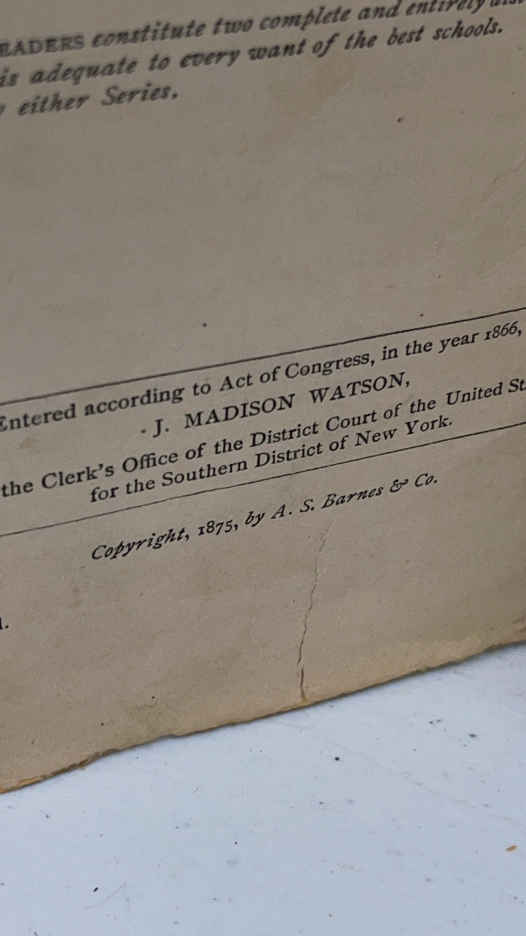 EADERS constitute two complete and entirely
is adequate to every want of the best schools.
either Series.
Entered according to Act of Congress, in the year 1866,
J. MADISON WATSON,
the Clerk's Office of the District Court of the United St
for the Southern District of New York.
Copyright, 1875, by A. S. Barnes & Co.